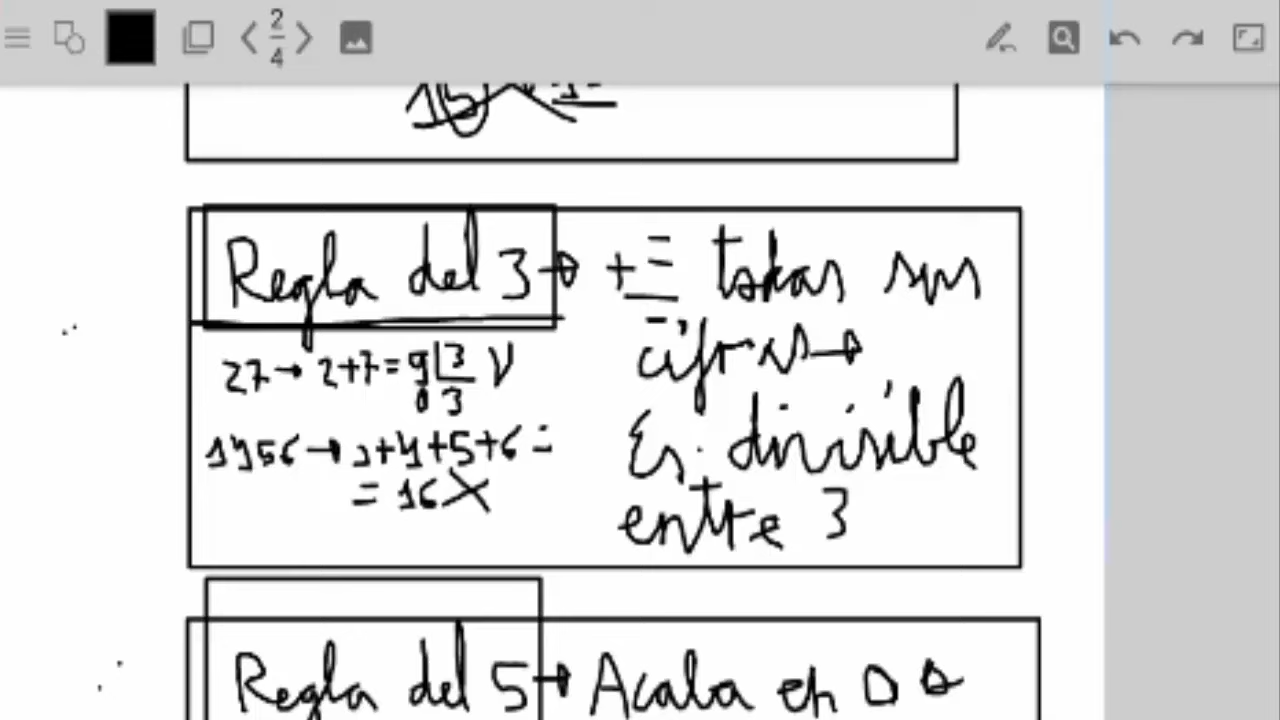 2
4
15
Regla del 3→ + = todas sus
cifras→
Es divisible
entre 3
27→ 2+7=9 3 V
0 3
1456→1+4+5+6=
= 16 X
Regla del 5→ Acaba en 0